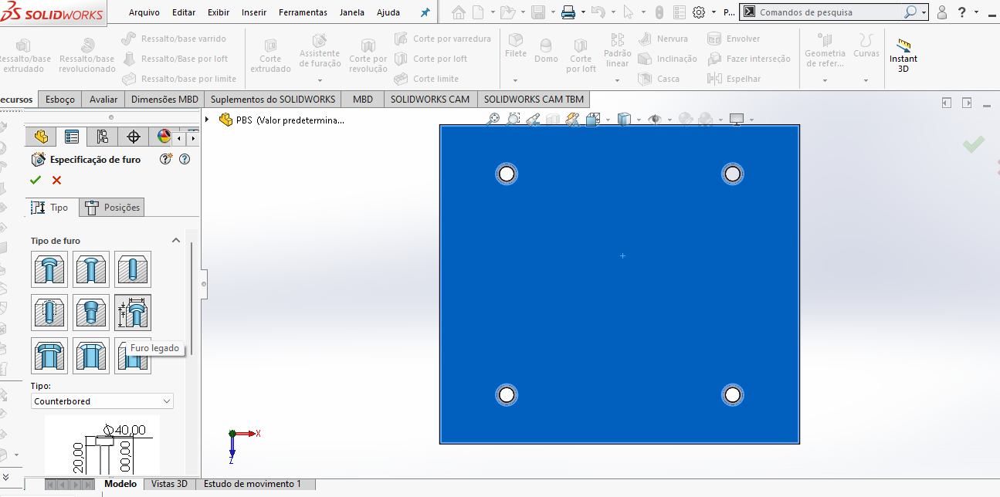 SOLIDWORKS
Arquivo Editar Exibir Inserir Ferramentas Janela Ajuda
P...
Comandos de pesquisa
?
Ressalto/base extrudado
Ressalto/base revolucionado
Ressalto/base varrido
Ressalto/Base por loft
Ressalto/base por limite
Corte extrudado
Assistente de furação
Corte por revolução
Corte por varredura
Corte por loft
Corte limite
Filete
Domo
Corte por loft
Padrão linear
Nervura
Inclinação
Casca
Envolver
Fazer interseção
Espelhar
Geometria de refer...
Curvas
Instant 3D
ecursos Esboço Avaliar Dimensões MBD Suplementos do SOLIDWORKS MBD SOLIDWORKS CAM SOLIDWORKS CAM TBM
PBS (Valor predetermina...
Especificação de furo
Tipo Posições
Tipo de furo
Furo legado
Tipo:
Counterbored
40,00
20,00
00,00
X
Z
Modelo Vistas 3D Estudo de movimento 1